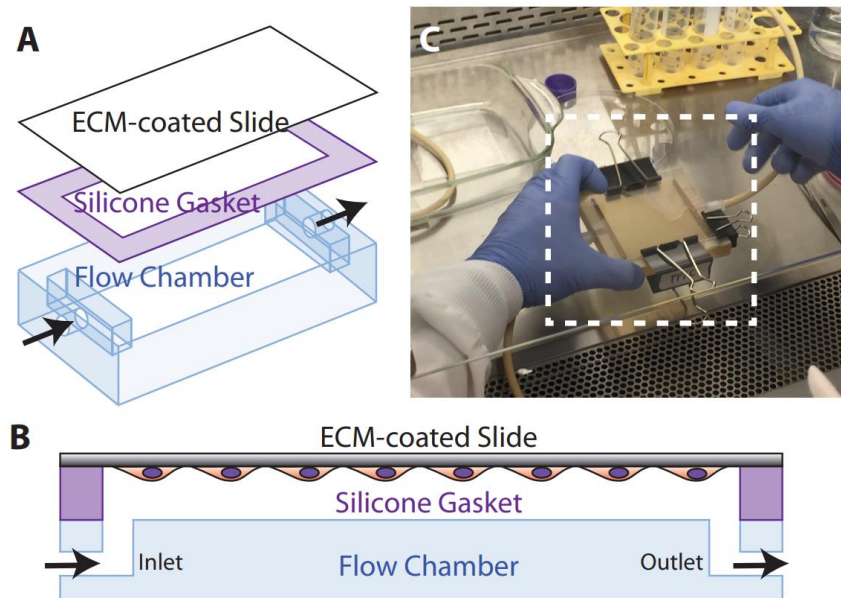 A
ECM-coated Slide
Silicone Gasket
Flow Chamber
C
B
ECM-coated Slide
Silicone Gasket
Inlet
Flow Chamber
Outlet